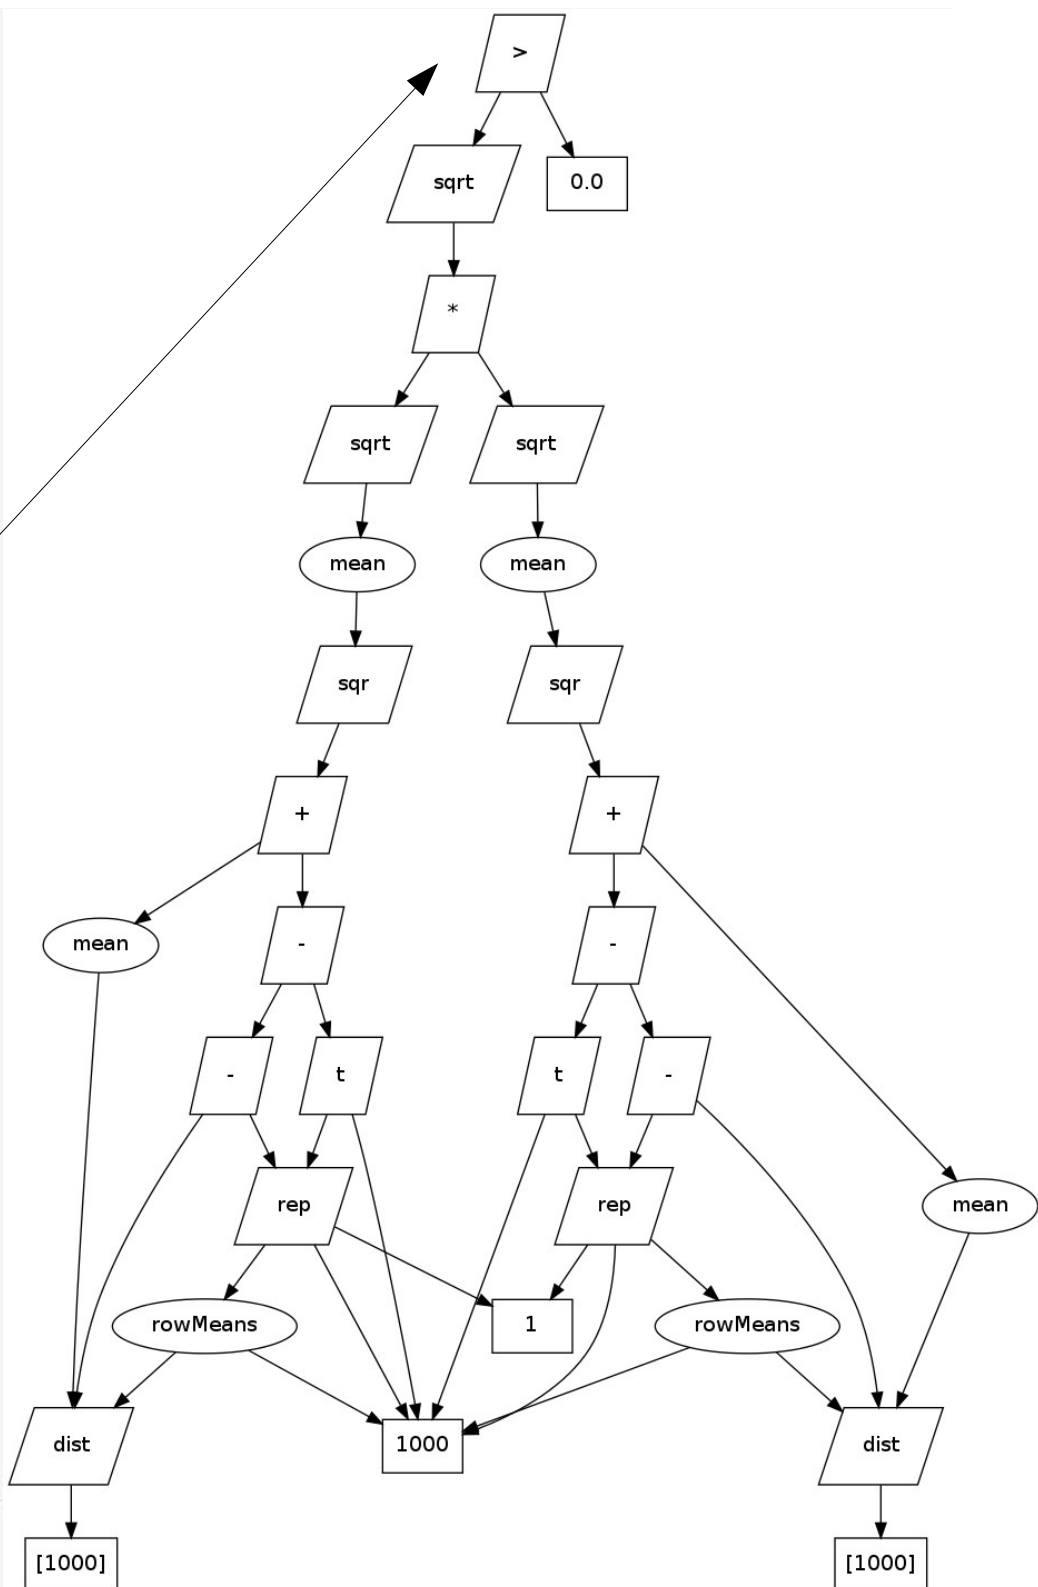 >
sqrt 0.0
*
sqrt sqrt
mean mean
sqr sqr
+ +
mean - -
- t t -
rep rep mean
rowMeans 1 rowMeans
dist 1000 dist
[1000] [1000]